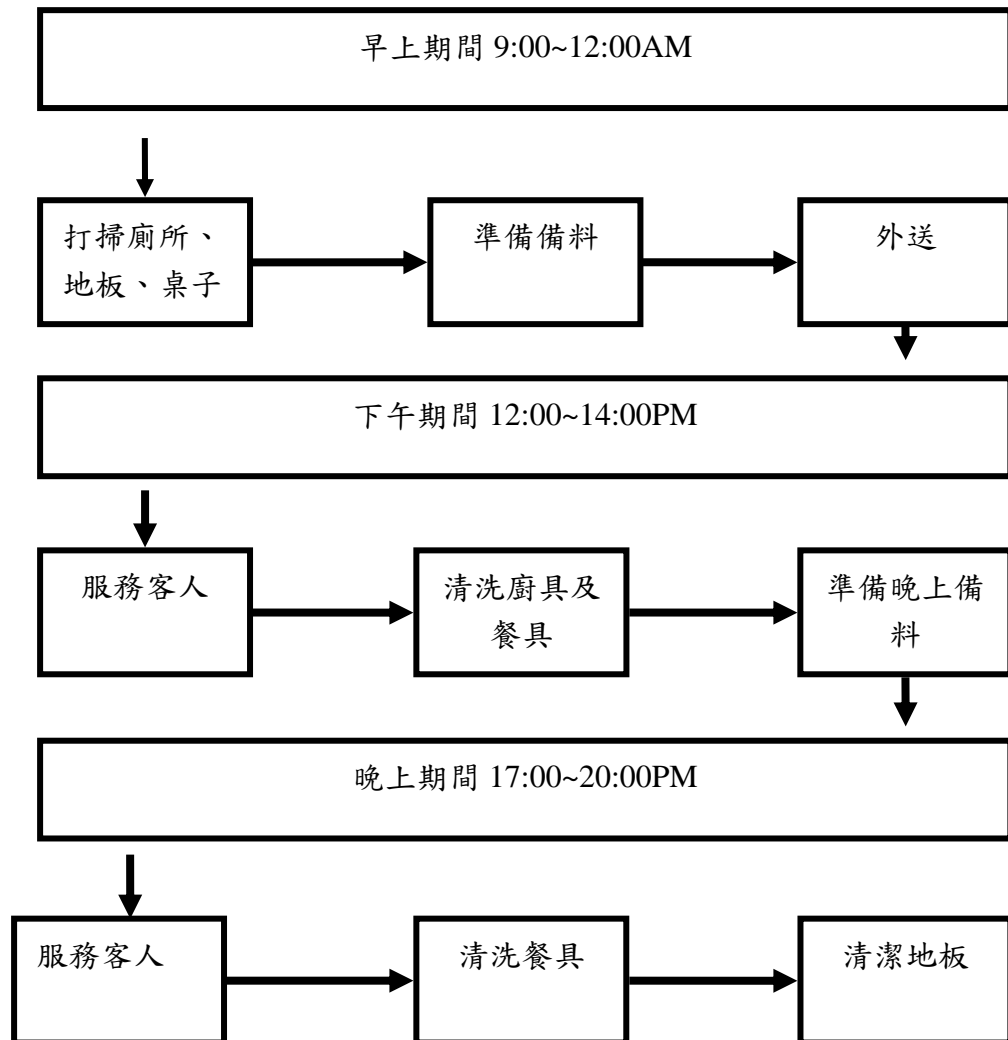 早上期間 9:00~12:00AM
打掃廁所、
地板、桌子
準備備料
外送
下午期間 12:00~14:00PM
服務客人
清洗廚具及
餐具
準備晚上備
料
晚上期間 17:00~20:00PM
服務客人
清洗餐具
清潔地板